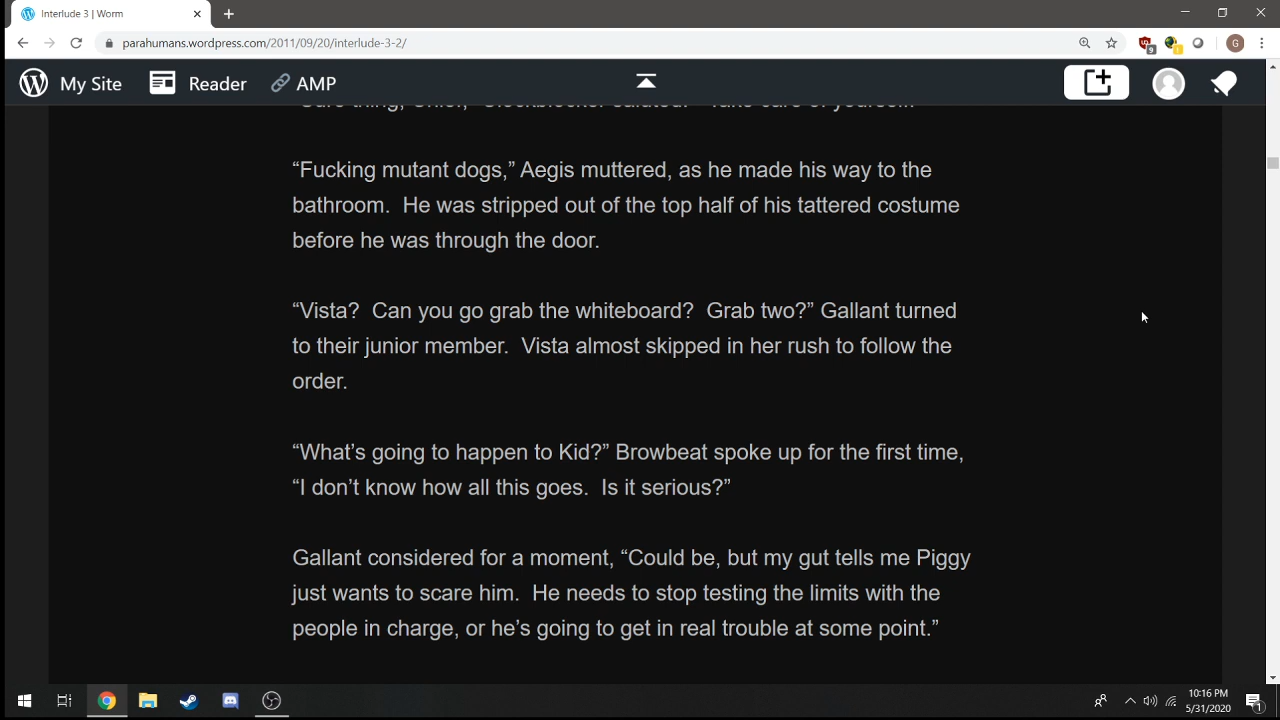 Interlude 3 | Worm
parahumans.wordpress.com/2011/09/20/interlude-3-2/
9
G
My Site
Reader
AMP
“Fucking mutant dogs,” Aegis muttered, as he made his way to the
bathroom.  He was stripped out of the top half of his tattered costume
before he was through the door.
“Vista?  Can you go grab the whiteboard?  Grab two?” Gallant turned
to their junior member.  Vista almost skipped in her rush to follow the
order.
“What’s going to happen to Kid?” Browbeat spoke up for the first time,
“I don’t know how all this goes.  Is it serious?”
Gallant considered for a moment, “Could be, but my gut tells me Piggy
just wants to scare him.  He needs to stop testing the limits with the
people in charge, or he’s going to get in real trouble at some point.”
10:16 PM
5/31/2020
1